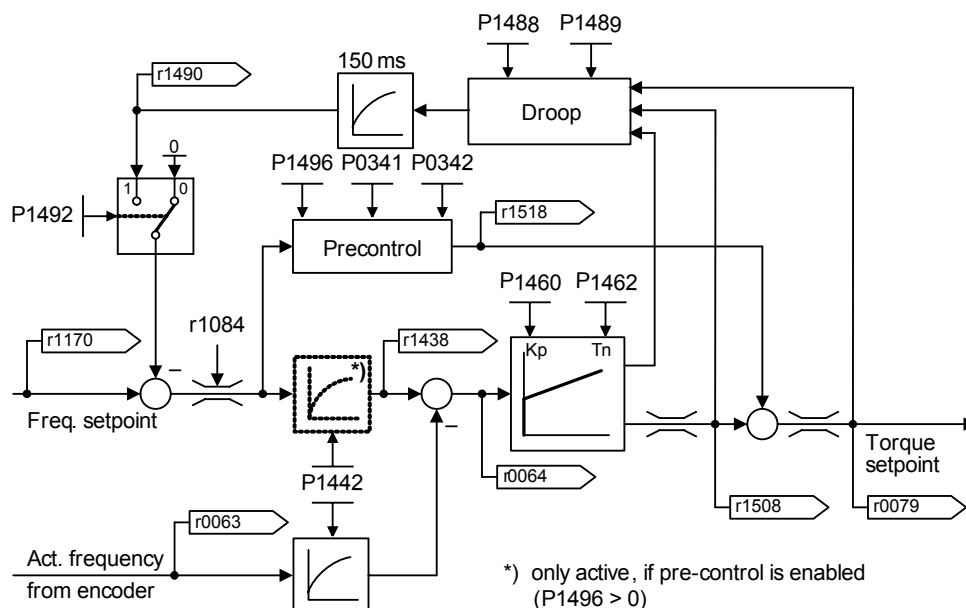 P1488 P1489
150 ms
r1490
Droop
0
P1496 P0341 P0342
1 0
r1518
P1492
Precontrol
P1460 P1462
r1170
r1084
r1438
*)
Kp Tn
–
Freq. setpoint
–
Torque
setpoint
P1442
r0064
r0063
r1508
r0079
Act. frequency
from encoder
*) only active, if pre-control is enabled
(P1496 > 0)